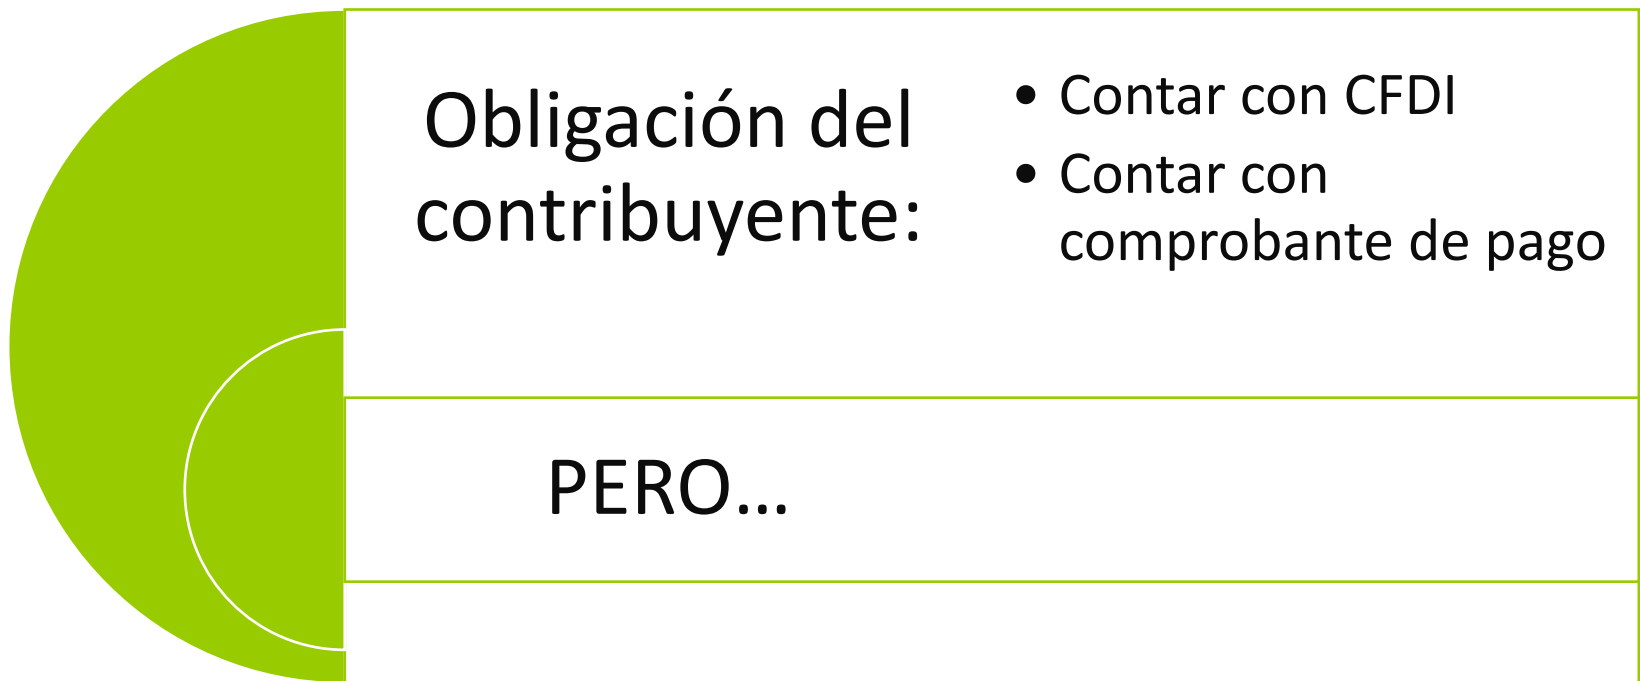 Obligación del
contribuyente:
• Contar con CFDI
• Contar con
comprobante de pago
PERO...